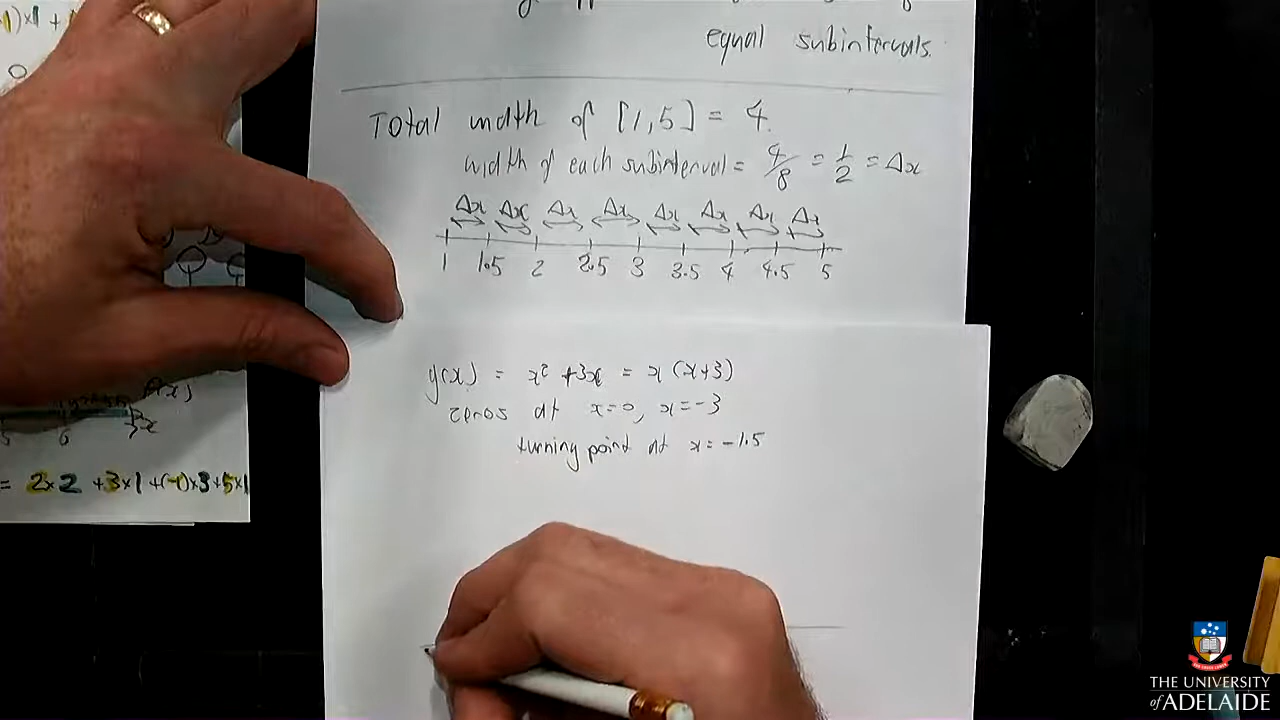 equal subintervals.
Total width of [1,5] = 4.
width of each subinterval = 4/8 = 1/2 = Δx
Δx Δx Δx Δx Δx Δx Δx Δx
1 1.5 2 2.5 3 3.5 4 4.5 5
g(x) = x² + 3x = x (x+3)
zeros at x=0, x=-3
turning point at x = -1.5
= 2×2 + 3×1 + (-1)×3 + 5×1
THE UNIVERSITY
of ADELAIDE